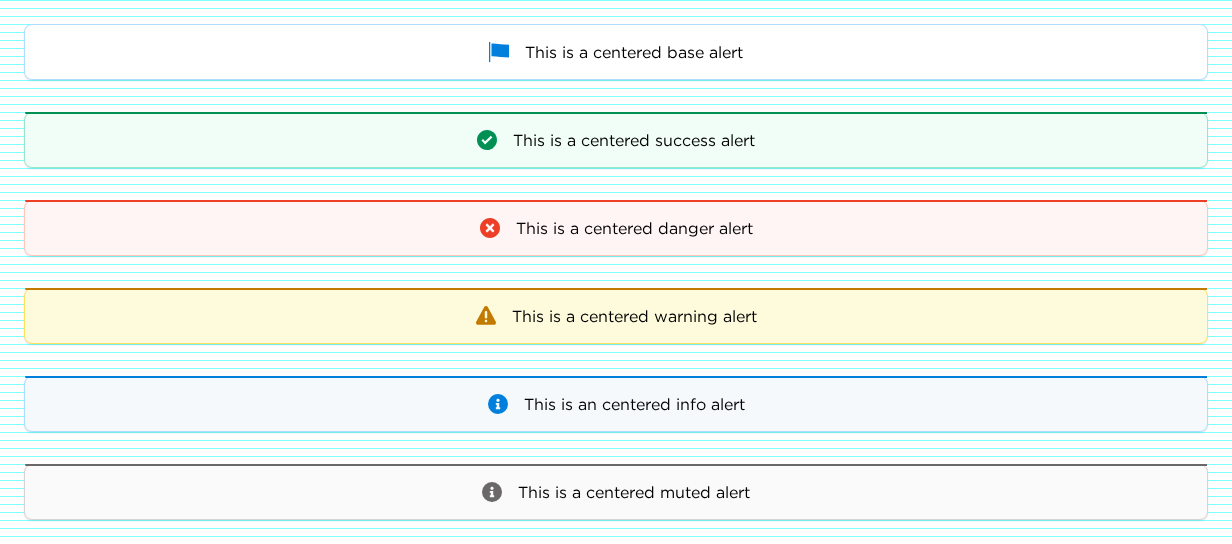 This is a centered base alert
This is a centered success alert
This is a centered danger alert
This is a centered warning alert
This is an centered info alert
This is a centered muted alert